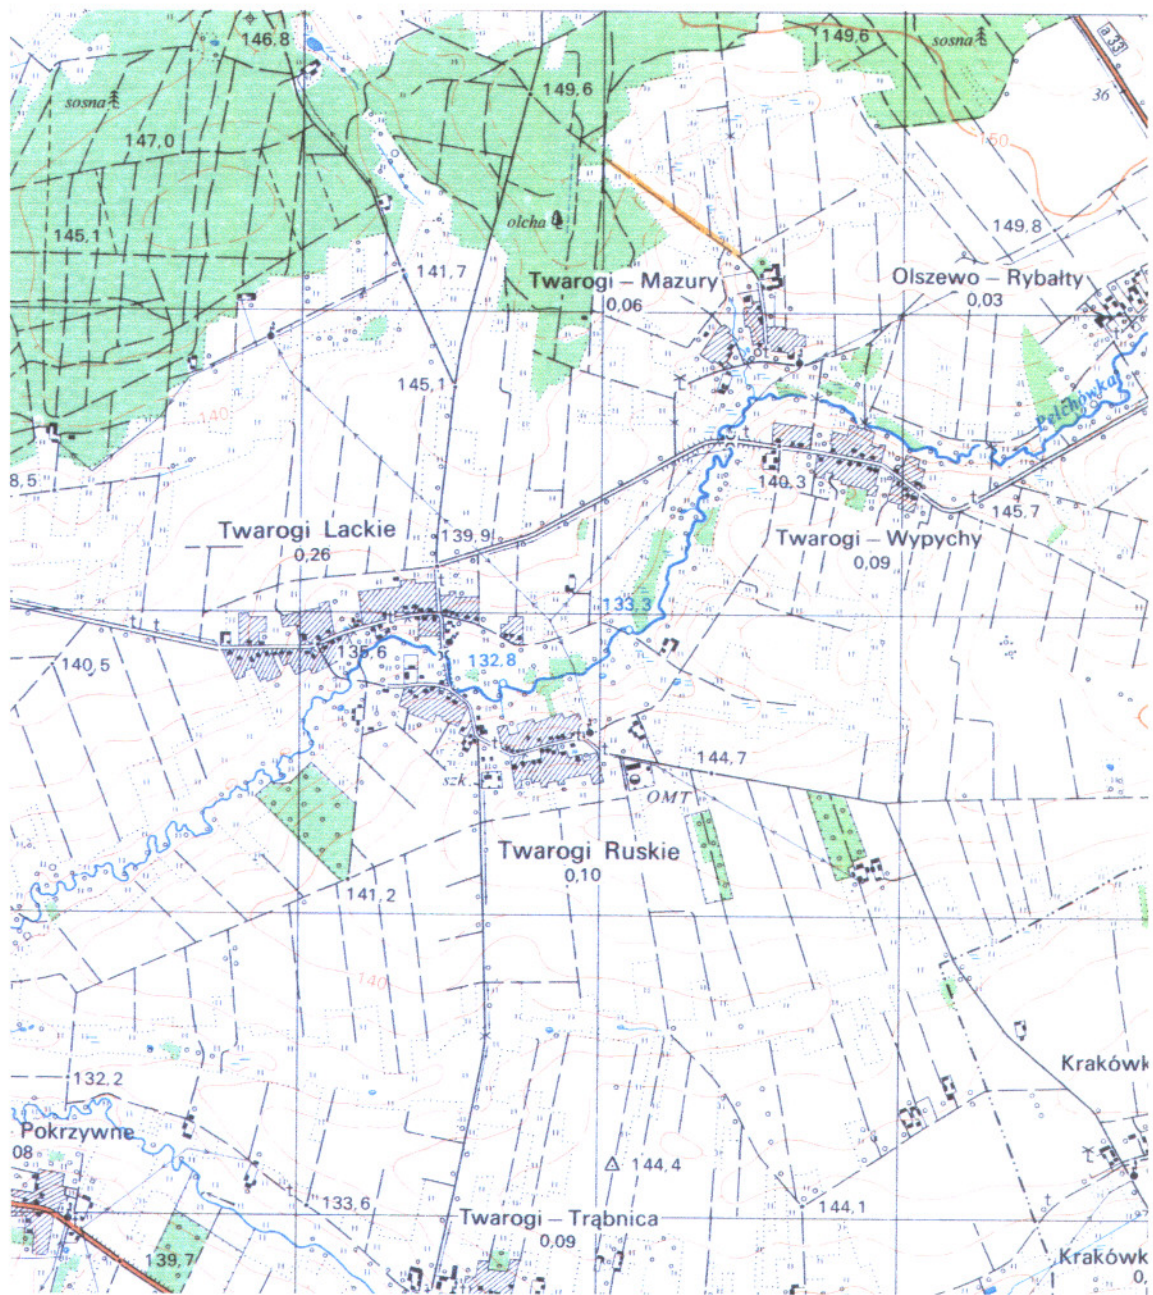 146,8
149,6
sosna
a 33
149,6
36
sosna
147,0
150
olcha
149,8
145,1
141,7
Twarogi – Mazury
0,06
Olszewo – Rybałty
0,03
145,1
Pełchówka
140
8,5
140,3
145,7
Twarogi Lackie
0,26
139,9
Twarogi – Wypychy
0,09
133,3
140,5
135,6
132,8
144,7
szk.
OMT
Twarogi Ruskie
0,10
141,2
140
Krakówk
132,2
Pokrzywne
08
144,4
133,6
144,1
Twarogi – Trąbnica
0,09
139,7
Krakówk
0,